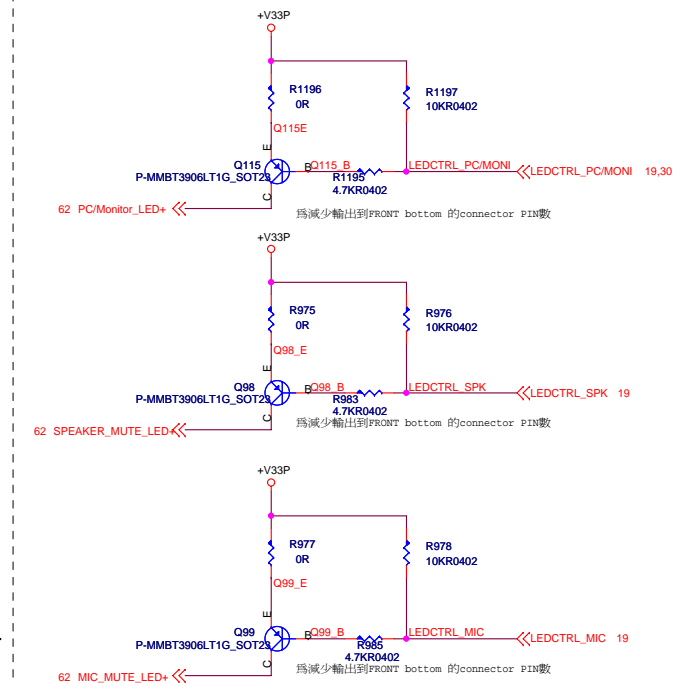 +V33P
R1196
0R
R1197
10KR0402
Q115E
E
Q115
P-MMBT3906LT1G_SOT23
B
Q115_B
R1195
4.7KR0402
LEDCTRL_PC/MONI
LEDCTRL_PC/MONI 19,30
C
62 PC/Monitor_LED+
爲減少輸出到FRONT bottom 的connector PIN數
+V33P
R975
0R
R976
10KR0402
Q98_E
E
Q98
P-MMBT3906LT1G_SOT23
B
Q98_B
R983
4.7KR0402
LEDCTRL_SPK
LEDCTRL_SPK 19
C
62 SPEAKER_MUTE_LED+
爲減少輸出到FRONT bottom 的connector PIN數
+V33P
R977
0R
R978
10KR0402
Q99_E
E
Q99
P-MMBT3906LT1G_SOT23
B
Q99_B
R985
4.7KR0402
LEDCTRL_MIC
LEDCTRL_MIC 19
C
62 MIC_MUTE_LED+
爲減少輸出到FRONT bottom 的connector PIN數